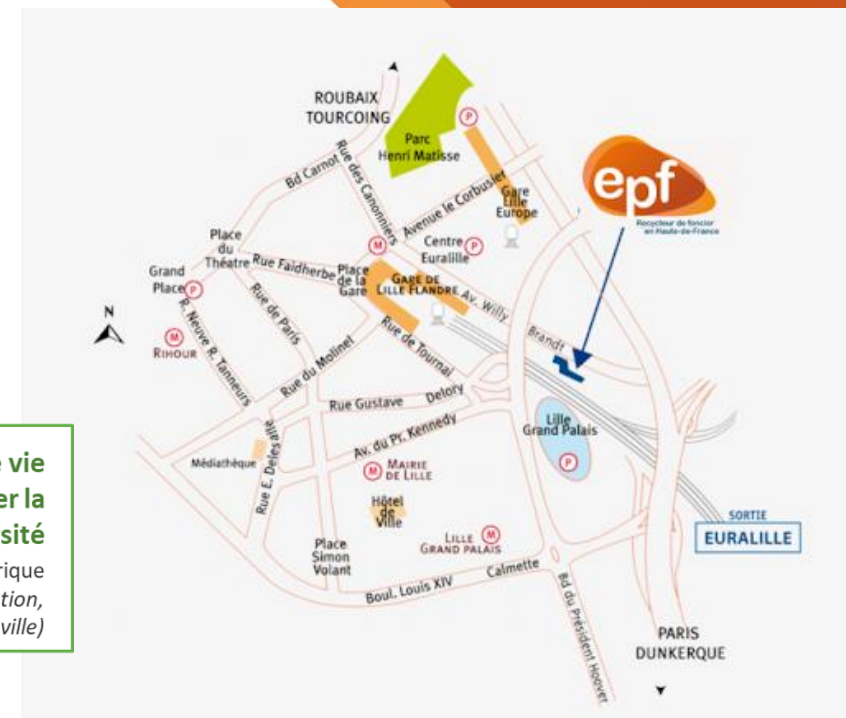 ROUBAIX
TOURCOING
Parc
Henri Matisse
P
Bd Carnot
Rue des Canonniers
Avenue le Corbusier
Gare
Lille
Europe
epf
Recycleur de foncier
en Hauts-de-France
Place
du
Théatre
Rue Faidherbe
Place
de la
Gare
M
Centre
Euralille
P
GARE DE
LILLE FLANDRE
Av. Willy
Brandt
Grand
Place
P
N
R. Neuve R. Tanneurs
M
RIHOUR
Rue de Paris
Rue du Molinel
Rue de Tournal
Rue Gustave
Delory
Av. du Pr. Kennedy
Lille
Grand Palais
P
Médiathèque
Rue E. Delesalle
M
MAIRIE
DE LILLE
Hôtel
de
Ville
LILLE
GRAND PALAIS
M
Place
Simon
Volant
Boul. Louis XIV
Calmette
Bd du Président Hoover
SORTIE
EURALILLE
PARIS
DUNKERQUE
vie
er la
sité
rique
tion,
ville)